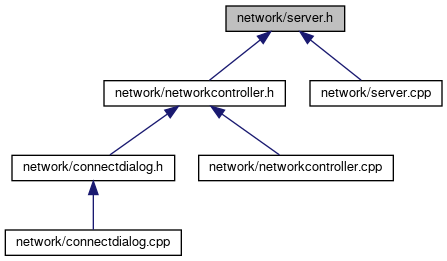 network/server.h
network/networkcontroller.h
network/server.cpp
network/connectdialog.h
network/networkcontroller.cpp
network/connectdialog.cpp